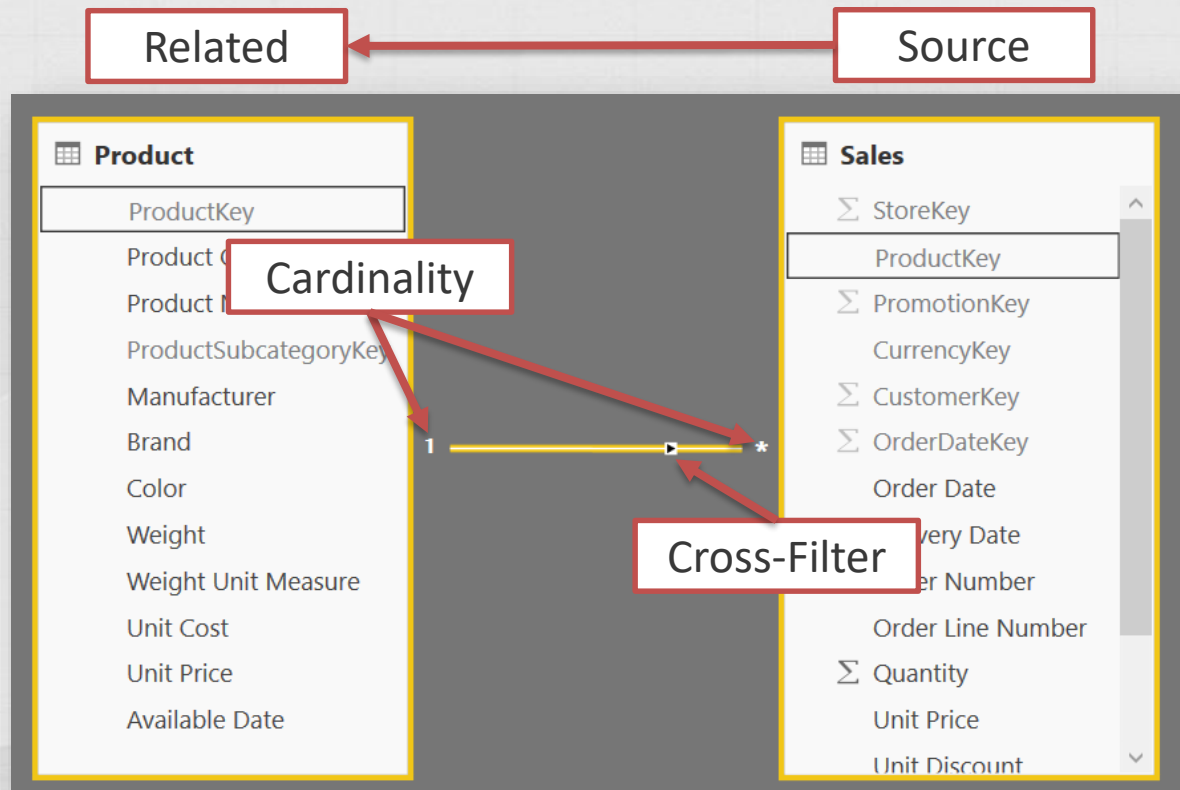 Related
Source
Product
ProductKey
Product
Product
ProductSubcategoryKey
Manufacturer
Brand
Color
Weight
Weight Unit Measure
Unit Cost
Unit Price
Available Date
Cardinality
1
*
Cross-Filter
Sales
Σ StoreKey
ProductKey
Σ PromotionKey
CurrencyKey
Σ CustomerKey
Σ OrderDateKey
Order Date
Date
Number
Order Line Number
Σ Quantity
Unit Price
Unit Discount